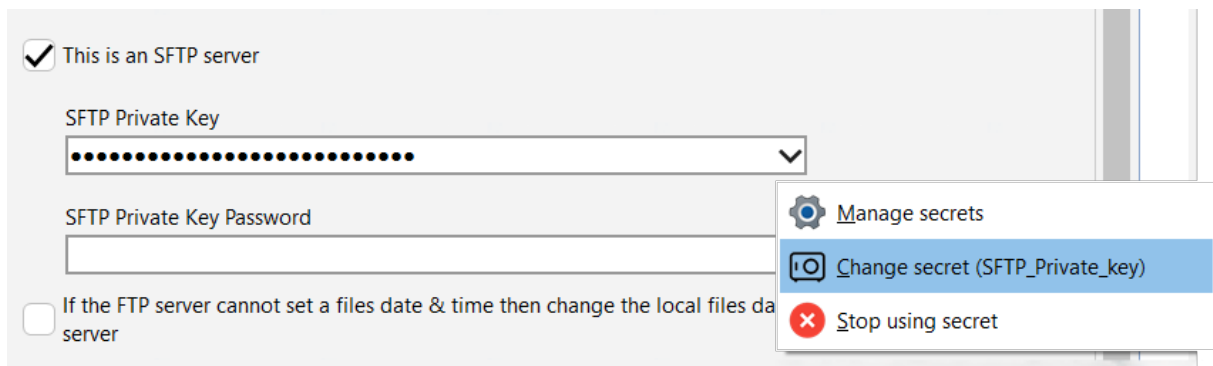 This is an SFTP server
SFTP Private Key
•••••••••••••••••••••••••••
SFTP Private Key Password
Manage secrets
Change secret (SFTP_Private_key)
Stop using secret
If the FTP server cannot set a files date & time then change the local files da
server